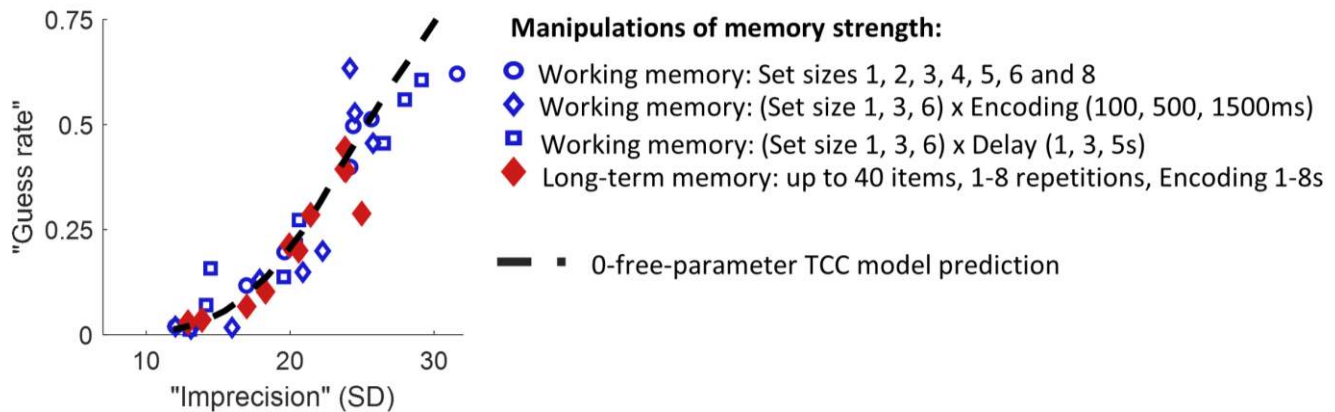 0.75
0.5
0.25
0
"Guess rate"
10 20 30
"Imprecision" (SD)
Manipulations of memory strength:
Working memory: Set sizes 1, 2, 3, 4, 5, 6 and 8
Working memory: (Set size 1, 3, 6) x Encoding (100, 500, 1500ms)
Working memory: (Set size 1, 3, 6) x Delay (1, 3, 5s)
Long-term memory: up to 40 items, 1-8 repetitions, Encoding 1-8s
0-free-parameter TCC model prediction